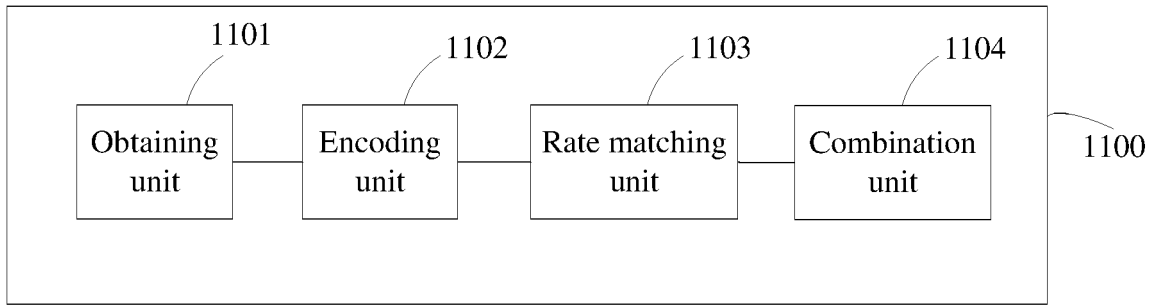 1101
1102
1103
1104
Obtaining
unit
Encoding
unit
Rate matching
unit
Combination
unit
1100